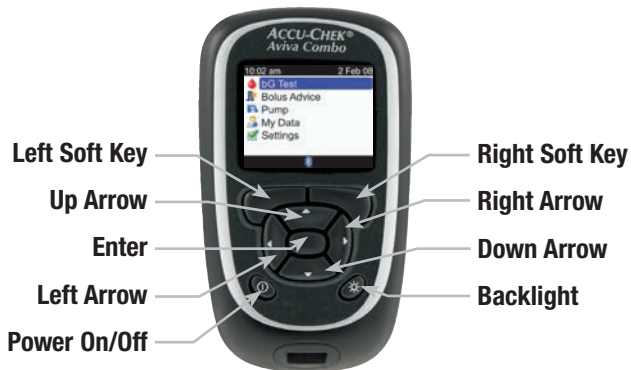 ACCU-CHEK®
Aviva Combo
10:02 am 2 Feb 08
bG Test
Bolus Advice
Pump
My Data
Settings
Left Soft Key
Right Soft Key
Up Arrow
Right Arrow
Enter
Down Arrow
Left Arrow
Backlight
Power On/Off